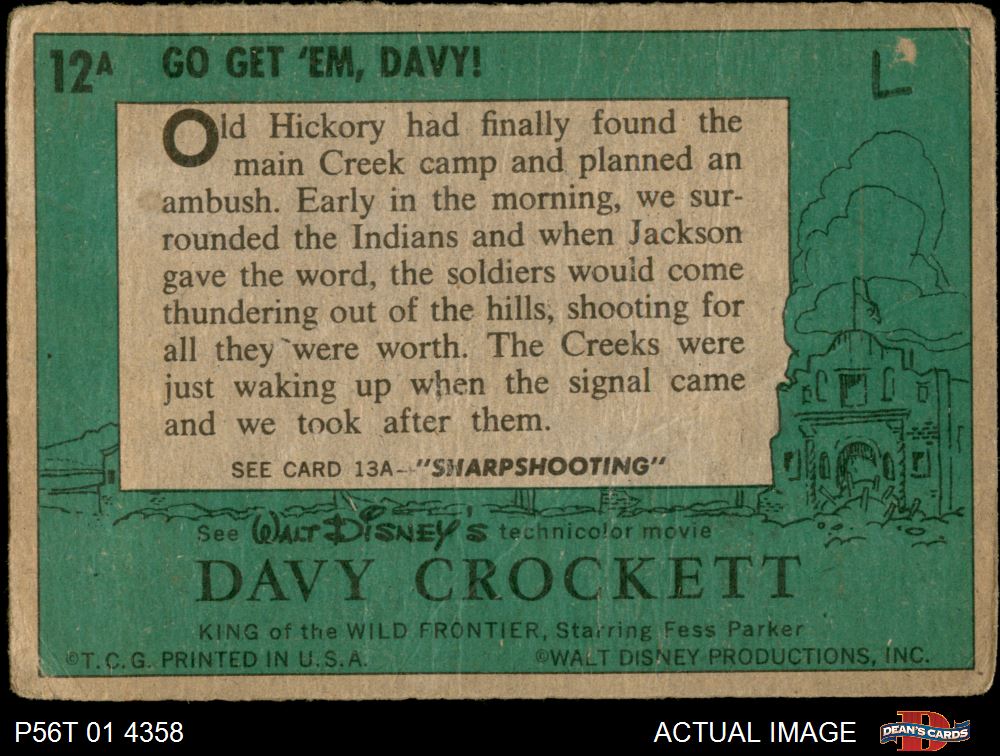 12A GO GET 'EM, DAVY!
L
Old Hickory had finally found the
main Creek camp and planned an
ambush. Early in the morning, we sur-
rounded the Indians and when Jackson
gave the word, the soldiers would come
thundering out of the hills, shooting for
all they were worth. The Creeks were
just waking up when the signal came
and we took after them.
SEE CARD 13A–"SHARPSHOOTING"
See WALT DISNEY'S technicolor movie
DAVY CROCKETT
KING of the WILD FRONTIER, Starring Fess Parker
©T.C.G. PRINTED IN U.S.A. ©WALT DISNEY PRODUCTIONS, INC.
P56T 01 4358 ACTUAL IMAGE D DEAN'S CARDS